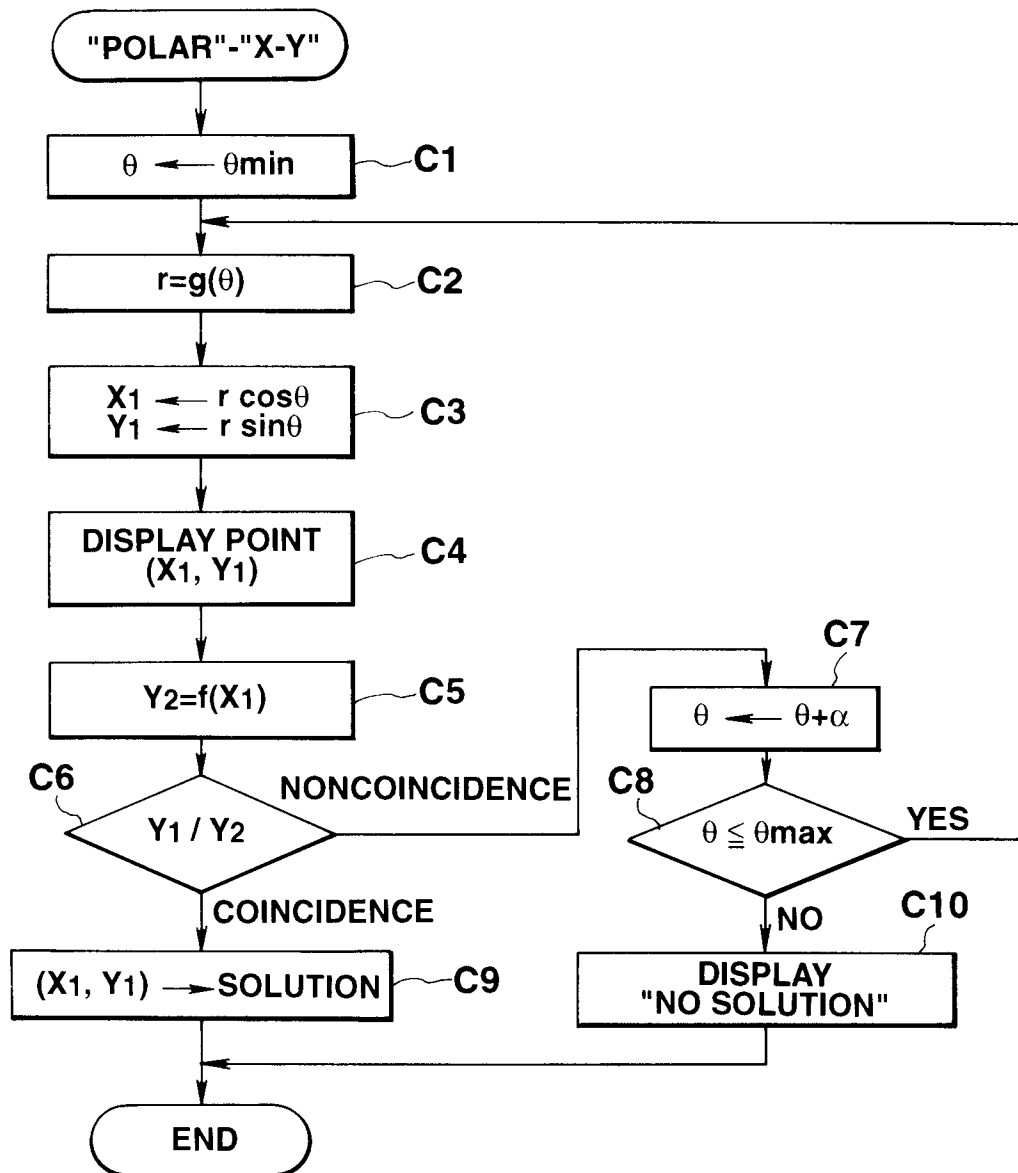 "POLAR"-"X-Y"
θ ← θmin
C1
r=g(θ)
C2
X1 ← r cosθ
Y1 ← r sinθ
C3
DISPLAY POINT
(X1, Y1)
C4
Y2=f(X1)
C5
C6
Y1 / Y2
NONCOINCIDENCE
COINCIDENCE
C7
θ ← θ+α
C8
θ ≦ θmax
YES
NO
(X1, Y1) → SOLUTION
C9
C10
DISPLAY
"NO SOLUTION"
END